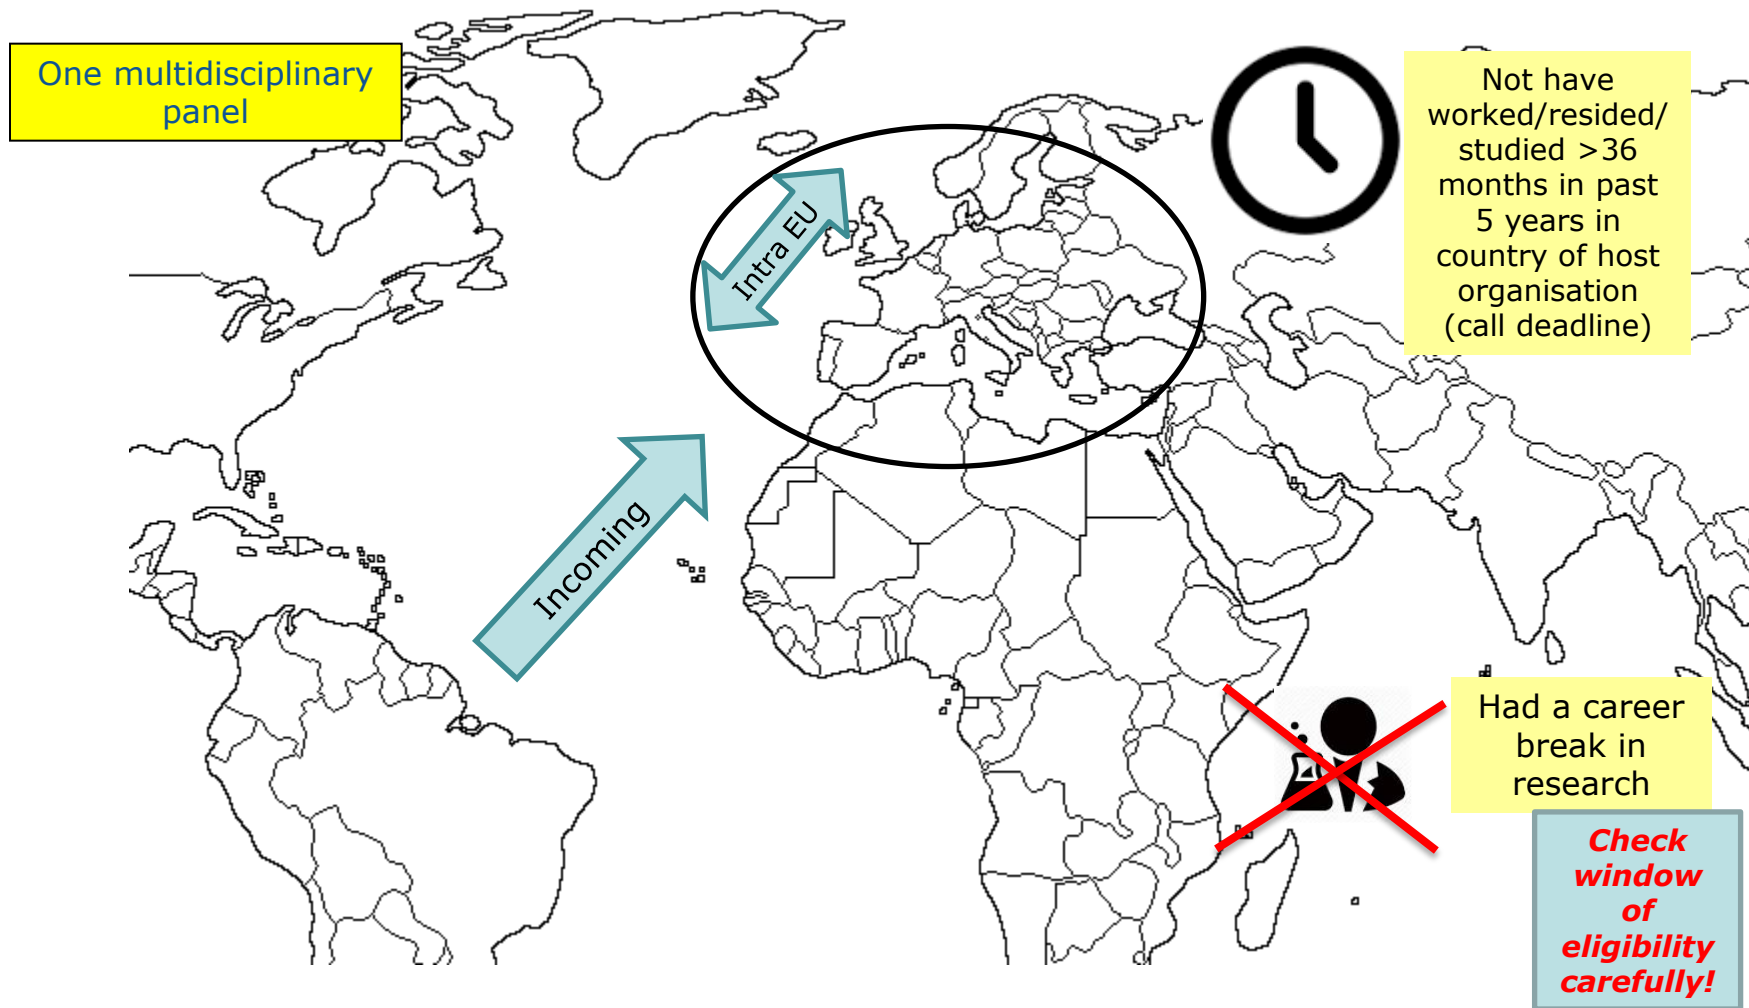 One multidisciplinary
panel
Not have
worked/resided/
studied >36
months in past
5 years in
country of host
organisation
(call deadline)
Intra EU
Incoming
Had a career
break in
research
Check
window
of
eligibility
carefully!